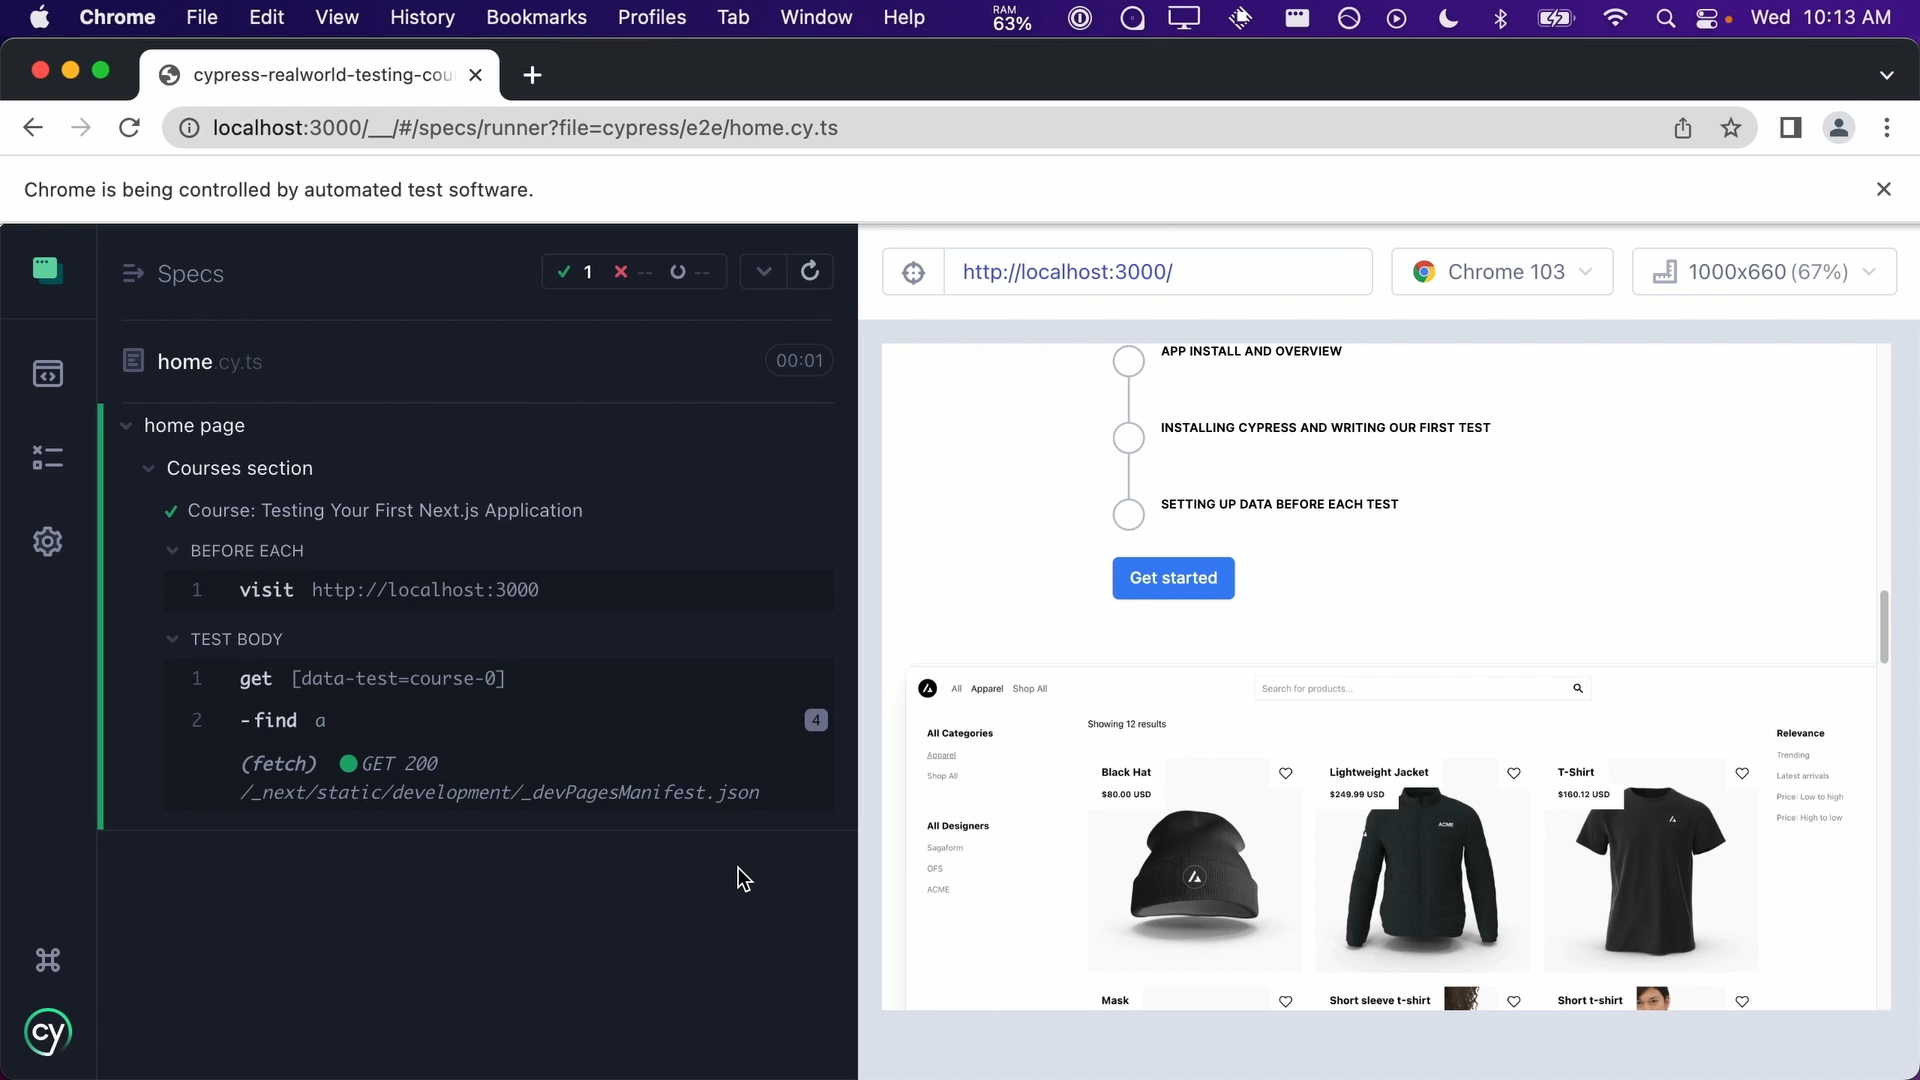 Chrome File Edit View History Bookmarks Profiles Tab Window Help RAM 63% Wed 10:13 AM
cypress-realworld-testing-cou
localhost:3000/__/#/specs/runner?file=cypress/e2e/home.cy.ts
Chrome is being controlled by automated test software.
Specs
1 -- --
home.cy.ts 00:01
home page
Courses section
Course: Testing Your First Next.js Application
BEFORE EACH
1 visit http://localhost:3000
TEST BODY
1 get [data-test=course-0]
2 -find a 4
(fetch) GET 200
/_next/static/development/_devPagesManifest.json
cy
http://localhost:3000/
Chrome 103
1000x660 (67%)
APP INSTALL AND OVERVIEW
INSTALLING CYPRESS AND WRITING OUR FIRST TEST
SETTING UP DATA BEFORE EACH TEST
Get started
All Apparel Shop All
Search for products...
Showing 12 results
All Categories
Apparel
Shop All
All Designers
Sagaform
OFS
ACME
Black Hat
$80.00 USD
Lightweight Jacket
$249.99 USD
ACME
T-Shirt
$160.12 USD
Relevance
Trending
Latest arrivals
Price: Low to high
Price: High to low
Mask
Short sleeve t-shirt
Short t-shirt